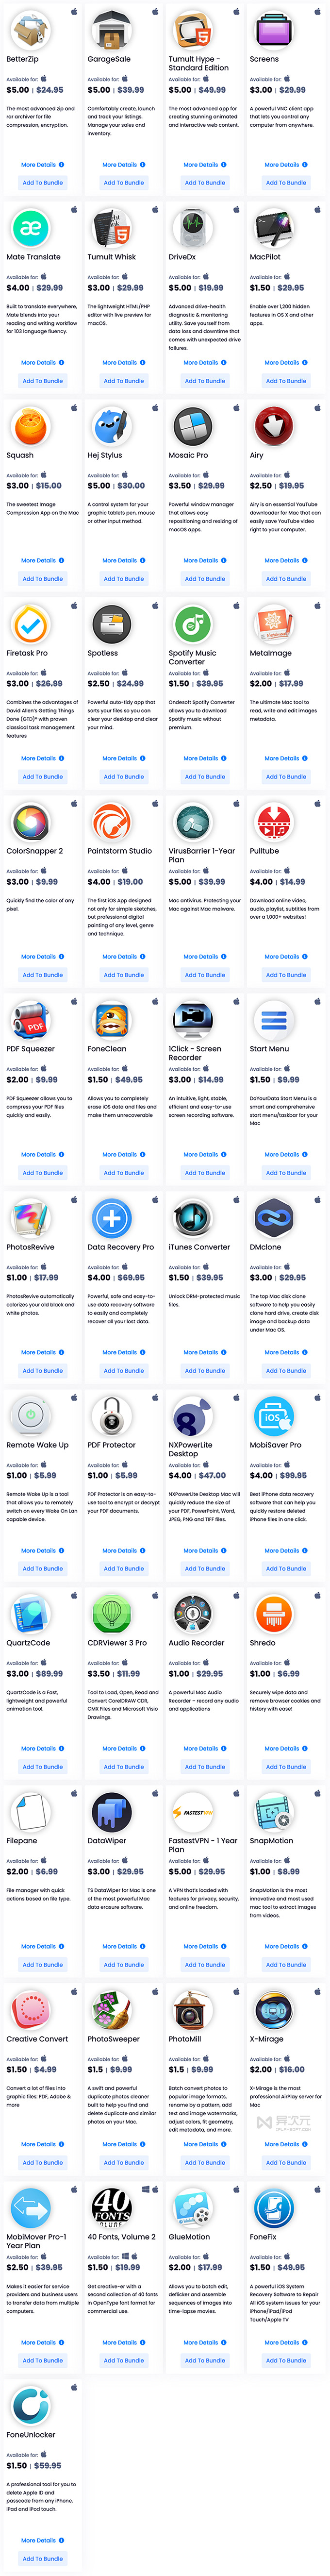 BetterZip
Available for:
$5.00 | $24.95
The most advanced zip and
rar archiver for file
compression, encryption.
More Details
Add To Bundle
GarageSale
Available for:
$5.00 | $39.99
Comfortably create, launch
and track your listings.
Manage your sales and
inventory.
More Details
Add To Bundle
Tumult Hype -
Standard Edition
Available for:
$5.00 | $49.99
The most advanced app for
creating stunning animated
and interactive web content.
More Details
Add To Bundle
Screens
Available for:
$3.00 | $29.99
A powerful VNC client app
that lets you control any
computer from anywhere.
More Details
Add To Bundle
Mate Translate
Available for:
$4.00 | $29.99
Built to translate everywhere,
Mate blends into your
reading and writing workflow
for 103 language fluency.
More Details
Add To Bundle
Tumult Whisk
Available for:
$3.00 | $29.99
The lightweight HTML/PHP
editor with live preview for
macOS.
More Details
Add To Bundle
DriveDx
Available for:
$5.00 | $19.99
Advanced drive-health
diagnostic & monitoring
utility. Save yourself from
data loss and downtime that
comes with unexpected drive
failures.
More Details
Add To Bundle
MacPilot
Available for:
$1.50 | $29.95
Enable over 1,200 hidden
features in OS X and other
apps.
More Details
Add To Bundle
Squash
Available for:
$3.00 | $15.00
The sweetest Image
Compression App on the Mac
More Details
Add To Bundle
Hej Stylus
Available for:
$5.00 | $30.00
A control system for your
graphic tablets pen, mouse
or other input method.
More Details
Add To Bundle
Mosaic Pro
Available for:
$3.50 | $29.99
Powerful window manager
that allows easy
repositioning and resizing of
macOS apps.
More Details
Add To Bundle
Airy
Available for:
$2.50 | $19.95
Airy is an essential YouTube
Downloader for Mac that can
easily save YouTube video
right to your computer.
More Details
Add To Bundle
Firetask Pro
Available for:
$3.00 | $26.99
Combines the advantages of
David Allen's Getting Things
Done (GTD)® with proven
classical task management
features
More Details
Add To Bundle
Spotless
Available for:
$2.50 | $24.99
Powerful auto-tidy app that
sorts your files so you can
clear your desktop and clear
your mind.
More Details
Add To Bundle
Spotify Music
Converter
Available for:
$1.50 | $39.95
Ondesoft Spotify Converter
allows you to download
Spotify music without
premium.
More Details
Add To Bundle
MetaImage
Available for:
$2.00 | $17.99
The ultimate Mac tool to
read, write and edit images
metadata.
More Details
Add To Bundle
ColorSnapper 2
Available for:
$3.00 | $9.99
Quickly find the color of any
pixel.
More Details
Add To Bundle
Paintstorm Studio
Available for:
$4.00 | $19.00
The first iOS App designed
not only for simple sketches,
but professional digital
painting of any level, genre
and technique.
More Details
Add To Bundle
VirusBarrier 1-Year
Plan
Available for:
$5.00 | $39.99
Mac antivirus. Protecting your
Mac against Mac malware.
More Details
Add To Bundle
Pulltube
Available for:
$4.00 | $14.99
Download online video,
audio, playlist, subtitles from
over a 1,000+ websites!
More Details
Add To Bundle
PDF
PDF Squeezer
Available for:
$2.00 | $9.99
PDF Squeezer allows you to
compress your PDF files
quickly and easily.
More Details
Add To Bundle
FoneClean
Available for:
$1.50 | $49.95
Allows you to completely
erase iOS data and files and
make them unrecoverable
More Details
Add To Bundle
1Click - Screen
Recorder
Available for:
$3.00 | $14.99
An intuitive, light, stable,
efficient and easy-to-use
screen recording software.
More Details
Add To Bundle
Start Menu
Available for:
$1.50 | $9.99
DoYourData Start Menu is a
smart and comprehensive
start menu/taskbar for your
Mac
More Details
Add To Bundle
PhotosRevive
Available for:
$1.00 | $17.99
PhotosRevive automatically
colorizes your old black and
white photos.
More Details
Add To Bundle
Data Recovery Pro
Available for:
$4.00 | $69.95
Powerful, safe and easy-to-
use data recovery software
to easily and completely
recover all your lost data.
More Details
Add To Bundle
iTunes Converter
Available for:
$1.50 | $39.95
Unlock DRM-protected music
files.
More Details
Add To Bundle
DMclone
Available for:
$3.00 | $29.95
The top Mac disk clone
software to help you easily
clone hard drive, create disk
image and backup data
under Mac OS.
More Details
Add To Bundle
Remote Wake Up
Available for:
$1.00 | $5.99
Remote Wake Up is a tool
that allows you to remotely
switch on every Wake On Lan
capable device.
More Details
Add To Bundle
PDF Protector
Available for:
$1.00 | $5.99
PDF Protector is an easy-to-
use tool to encrypt or decrypt
your PDF documents.
More Details
Add To Bundle
NXPowerLite
Desktop
Available for:
$4.00 | $47.00
NXPowerLite Desktop Mac will
quickly reduce the size of
your PDF, PowerPoint, Word,
JPEG, PNG and TIFF files.
More Details
Add To Bundle
iOS
MobiSaver Pro
Available for:
$4.00 | $99.95
Best iPhone data recovery
software that can help you
quickly restore deleted
iPhone files in one click.
More Details
Add To Bundle
QuartzCode
Available for:
$3.00 | $89.99
QuartzCode is a Fast,
lightweight and powerful
animation tool.
More Details
Add To Bundle
CDRViewer 3 Pro
Available for:
$3.50 | $11.99
Tool to Load, Open, Read and
Convert CorelDRAW CDR,
CMX Files and Microsoft Visio
Drawings.
More Details
Add To Bundle
Audio Recorder
Available for:
$1.00 | $29.95
A powerful Mac Audio
Recorder – record any audio
and applications
More Details
Add To Bundle
Shredo
Available for:
$1.00 | $6.99
Securely wipe data and
remove browser cookies and
history with ease!
More Details
Add To Bundle
Filepane
Available for:
$2.00 | $6.99
File manager with quick
actions based on file type.
More Details
Add To Bundle
DataWiper
Available for:
$3.00 | $29.95
TS DataWiper for Mac is one
of the most powerful Mac
data erasure software.
More Details
Add To Bundle
FASTESTVPN
FastestVPN - 1 Year
Plan
Available for:
$5.00 | $29.95
A VPN that's loaded with
features for privacy, security,
and online freedom.
More Details
Add To Bundle
SnapMotion
Available for:
$1.00 | $8.99
SnapMotion is the most
innovative and most used
mac tool to extract images
from videos.
More Details
Add To Bundle
Creative Convert
Available for:
$1.50 | $4.99
Convert a lot of files into
graphic files: PDF, Adobe &
more
More Details
Add To Bundle
PhotoSweeper
Available for:
$1.5 | $9.99
A swift and powerful
duplicate photos cleaner
built to help you find and
delete duplicate and similar
photos on your Mac.
More Details
Add To Bundle
PhotoMill
Available for:
$1.5 | $9.99
Batch convert photos to
popular image formats,
rename by a pattern, add
text and image watermarks,
adjust colors, fit geometry,
edit metadata, and more.
More Details
Add To Bundle
X-Mirage
Available for:
$2.00 | $16.00
X-Mirage is the most
professional AirPlay server for
Mac
异次元
More Details
Add To Bundle
MobiMover Pro-1
Year Plan
Available for:
$2.50 | $39.95
Makes it easier for service
providers and business users
to transfer data from multiple
computers.
More Details
Add To Bundle
40
FONTS
40 Fonts, Volume 2
Available for:
$1.50 | $19.99
Get creative-er with a
second collection of 40 fonts
in OpenType font format for
commercial use.
More Details
Add To Bundle
GlueMotion
Available for:
$2.00 | $17.99
Allows you to batch edit,
deflicker and assemble
sequences of images into
time-lapse movies.
More Details
Add To Bundle
FoneFix
Available for:
$1.50 | $49.95
A powerful iOS System
Recovery Software to Repair
All iOS system issues for your
iPhone/iPad/iPod
Touch/Apple TV
More Details
Add To Bundle
FoneUnlocker
Available for:
$1.50 | $59.95
A professional tool for you to
delete Apple ID and
passcode from any iPhone,
iPad and iPod touch.
More Details
Add To Bundle